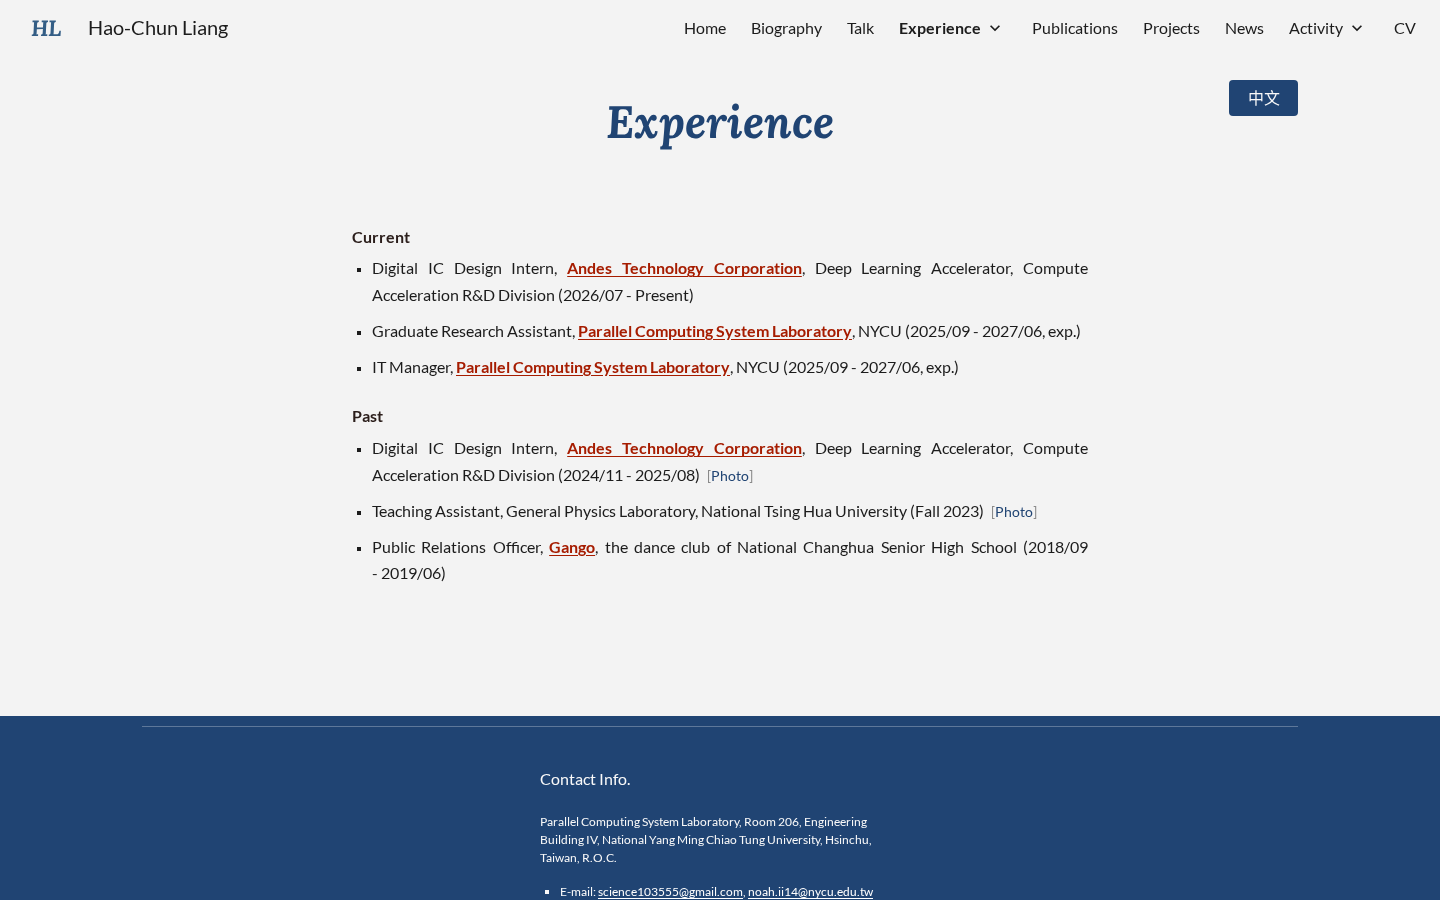 HL Hao-Chun Liang Home Biography Talk Experience Publications Projects News Activity CV
中文
Experience
Current
Digital IC Design Intern, Andes Technology Corporation, Deep Learning Accelerator, Compute
Acceleration R&D Division (2026/07 - Present)
Graduate Research Assistant, Parallel Computing System Laboratory, NYCU (2025/09 - 2027/06, exp.)
IT Manager, Parallel Computing System Laboratory, NYCU (2025/09 - 2027/06, exp.)
Past
Digital IC Design Intern, Andes Technology Corporation, Deep Learning Accelerator, Compute
Acceleration R&D Division (2024/11 - 2025/08) [Photo]
Teaching Assistant, General Physics Laboratory, National Tsing Hua University (Fall 2023) [Photo]
Public Relations Officer, Gango, the dance club of National Changhua Senior High School (2018/09
- 2019/06)
Contact Info.
Parallel Computing System Laboratory, Room 206, Engineering
Building IV, National Yang Ming Chiao Tung University, Hsinchu,
Taiwan, R.O.C.
E-mail: science103555@gmail.com, noah.ii14@nycu.edu.tw